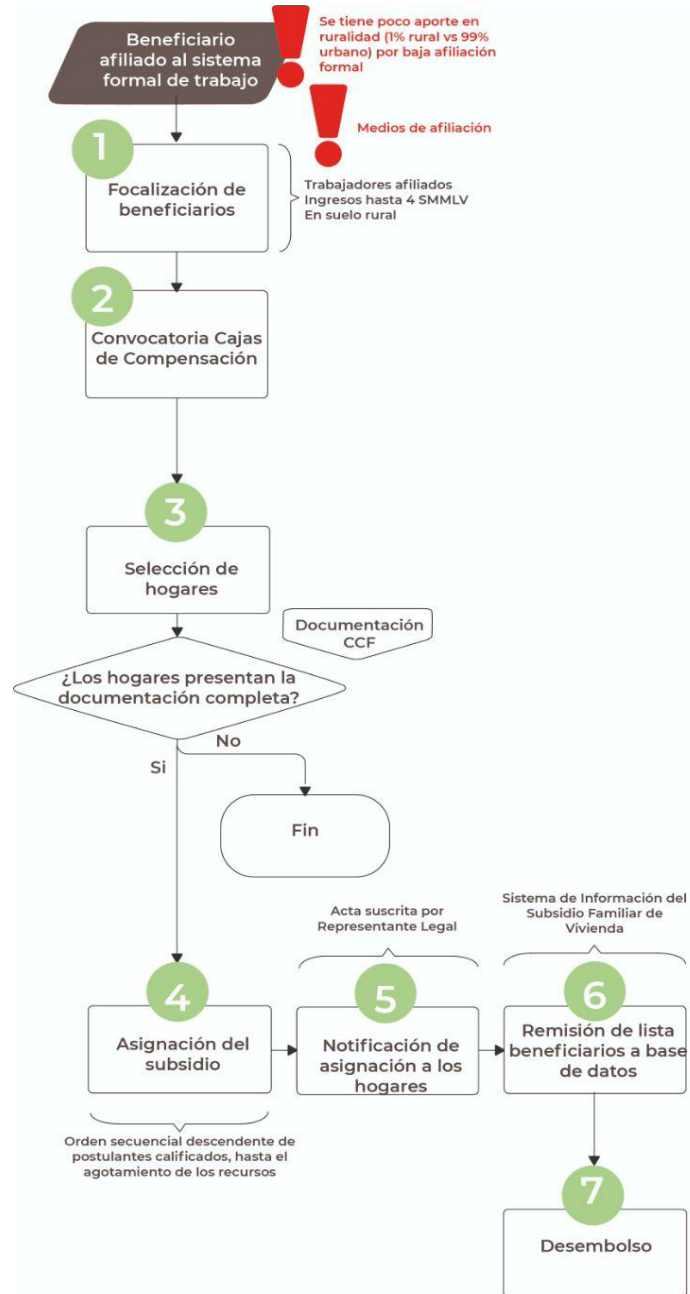 Beneficiario
afiliado al sistema
formal de trabajo
Se tiene poco aporte en
ruralidad (1% rural vs 99%
urbano) por baja afiliación
formal
Medios de afiliación
1
Focalización de
beneficiarios
Trabajadores afiliados
Ingresos hasta 4 SMMLV
En suelo rural
2
Convocatoria Cajas
de Compensación
3
Selección de
hogares
Documentación
CCF
¿Los hogares presentan la
documentación completa?
No
Si
Fin
Acta suscrita por
Representante Legal
Sistema de Información del
Subsidio Familiar de
Vivienda
4
Asignación del
subsidio
5
Notificación de
asignación a los
hogares
6
Remisión de lista
beneficiarios a base
de datos
Orden secuencial descendente de
postulantes calificados, hasta el
agotamiento de los recursos
7
Desembolso